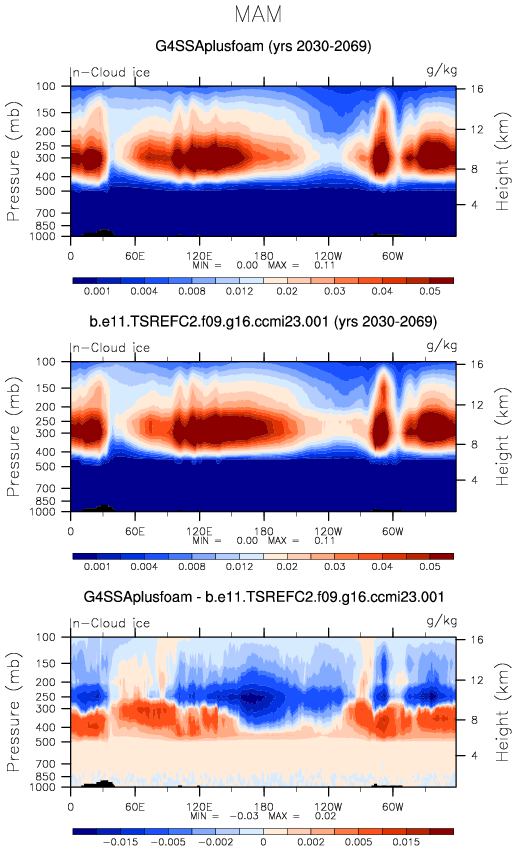 MAM
G4SSAplusfoam (yrs 2030-2069)
In-Cloud ice g/kg
Pressure (mb)
100
150
200
250
300
400
500
700
850
1000
16
12
8
4
Height (km)
0 60E 120E 180 120W 60W
MIN = 0.00 MAX = 0.11
0.001 0.004 0.008 0.012 0.02 0.03 0.04 0.05
b.e11.TSREFC2.f09.g16.ccmi23.001 (yrs 2030-2069)
In-Cloud ice g/kg
Pressure (mb)
100
150
200
250
300
400
500
700
850
1000
16
12
8
4
Height (km)
0 60E 120E 180 120W 60W
MIN = 0.00 MAX = 0.11
0.001 0.004 0.008 0.012 0.02 0.03 0.04 0.05
G4SSAplusfoam - b.e11.TSREFC2.f09.g16.ccmi23.001
In-Cloud ice g/kg
Pressure (mb)
100
150
200
250
300
400
500
700
850
1000
16
12
8
4
Height (km)
0 60E 120E 180 120W 60W
MIN = -0.03 MAX = 0.02
-0.015 -0.005 -0.002 0 0.002 0.005 0.015